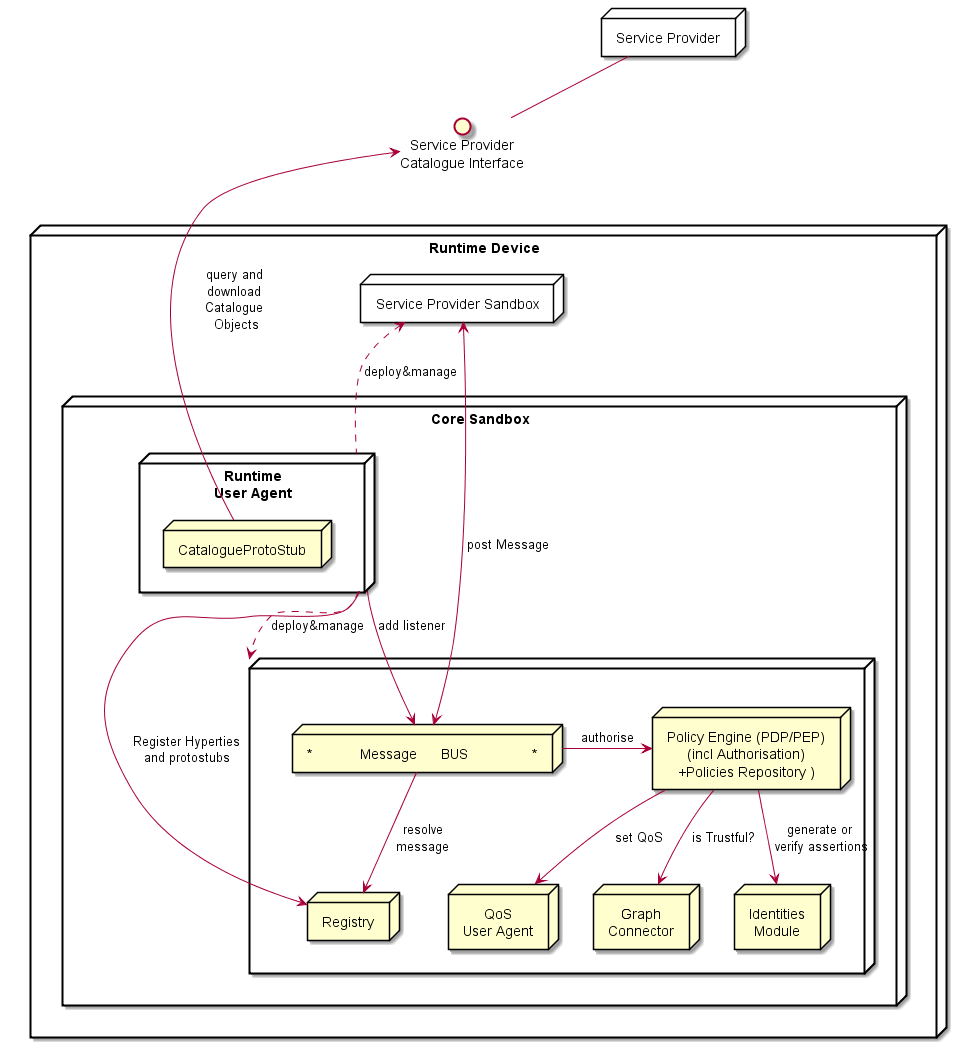 Service Provider
Service Provider
Catalogue Interface
Runtime Device
query and
download
Catalogue
Objects
Service Provider Sandbox
deploy&manage
Core Sandbox
Runtime
User Agent
CatalogueProtoStub
post Message
deploy&manage
add listener
Register Hyperties
and protostubs
* Message BUS *
authorise
Policy Engine (PDP/PEP)
(incl Authorisation)
+Policies Repository )
resolve
message
set QoS
is Trustful?
generate or
verify assertions
Registry
QoS
User Agent
Graph
Connector
Identities
Module